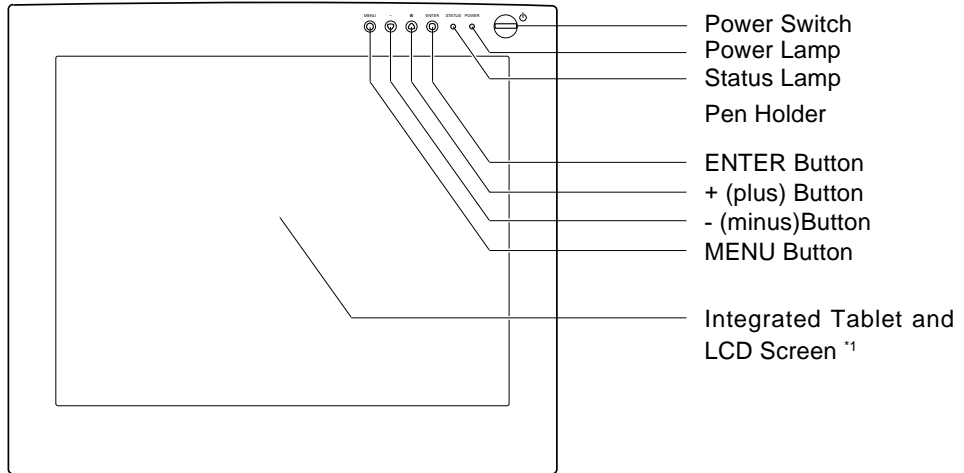 MENU - ENTER STATUS POWER
Power Switch
Power Lamp
Status Lamp
Pen Holder
ENTER Button
+ (plus) Button
- (minus)Button
MENU Button
Integrated Tablet and
LCD Screen *1